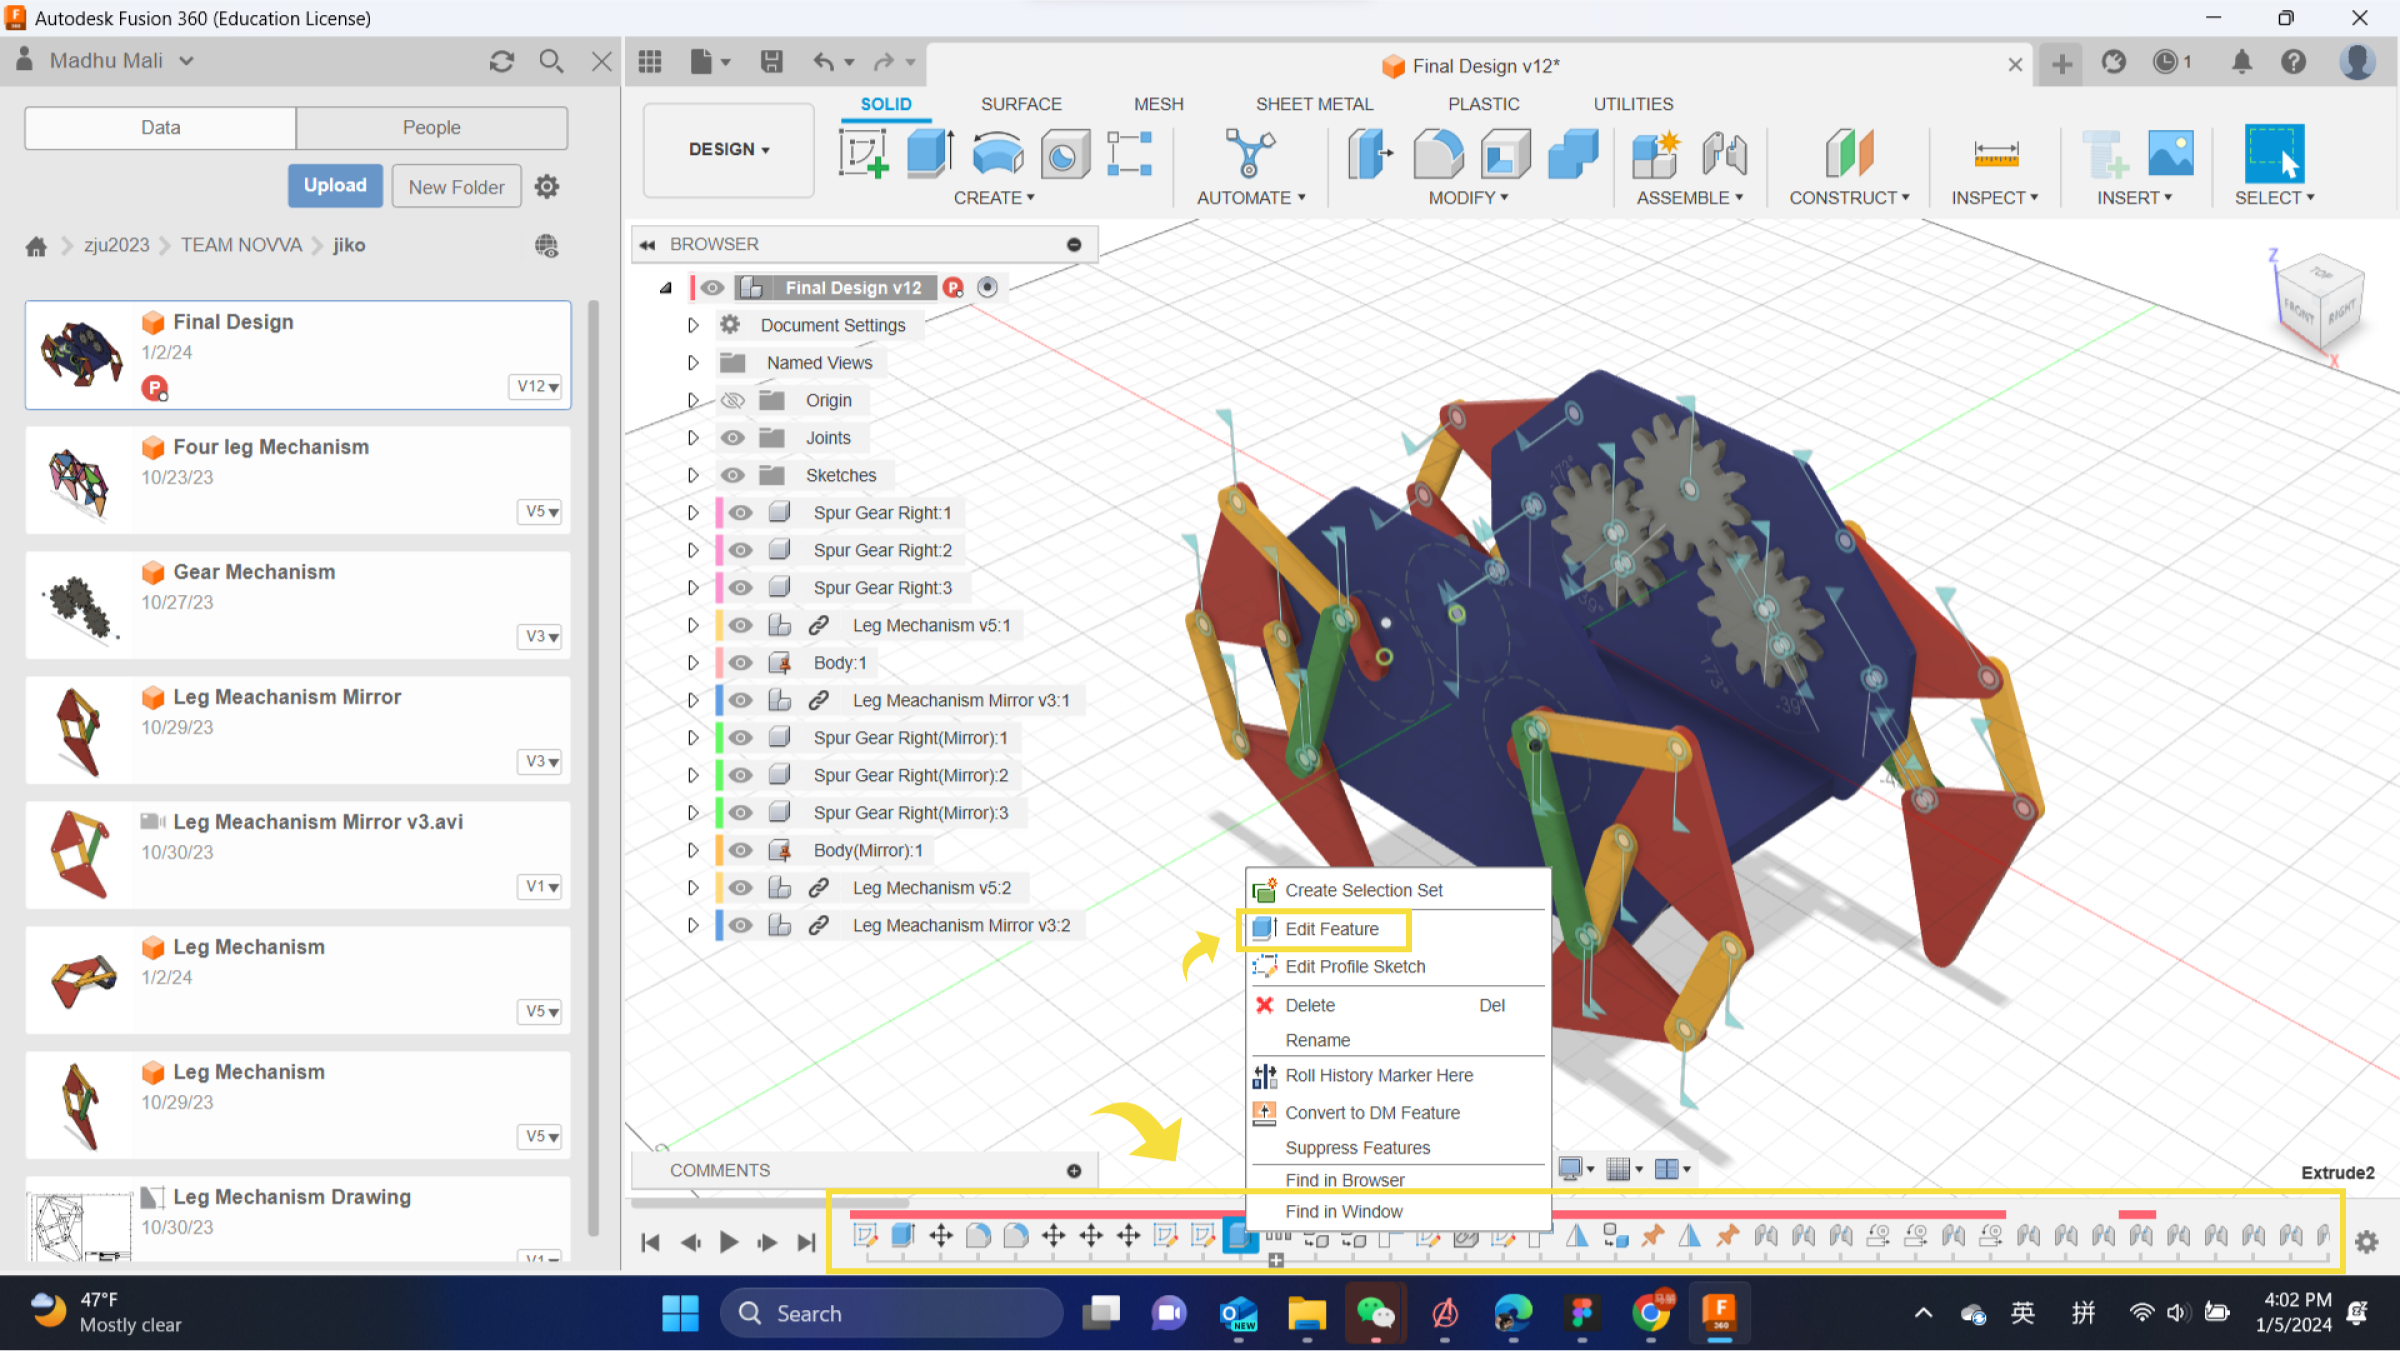 Autodesk Fusion 360 (Education License)
Madhu Mali
Final Design v12*
1
Data
People
Upload
New Folder
zju2023
TEAM NOVVA
jiko
Final Design
1/2/24
V12
Four leg Mechanism
10/23/23
V5
Gear Mechanism
10/27/23
V3
Leg Meachanism Mirror
10/29/23
V3
Leg Meachanism Mirror v3.avi
10/30/23
V1
Leg Mechanism
1/2/24
V5
Leg Mechanism
10/29/23
V5
Leg Mechanism Drawing
10/30/23
V1
DESIGN
SOLID
SURFACE
MESH
SHEET METAL
PLASTIC
UTILITIES
CREATE
AUTOMATE
MODIFY
ASSEMBLE
CONSTRUCT
INSPECT
INSERT
SELECT
BROWSER
Final Design v12
Document Settings
Named Views
Origin
Joints
Sketches
Spur Gear Right:1
Spur Gear Right:2
Spur Gear Right:3
Leg Mechanism v5:1
Body:1
Leg Meachanism Mirror v3:1
Spur Gear Right(Mirror):1
Spur Gear Right(Mirror):2
Spur Gear Right(Mirror):3
Body(Mirror):1
Leg Mechanism v5:2
Leg Meachanism Mirror v3:2
Z
TOP
FRONT
RIGHT
X
173°
-39°
Create Selection Set
Edit Feature
Edit Profile Sketch
Delete
Del
Rename
Roll History Marker Here
Convert to DM Feature
Suppress Features
Find in Browser
Find in Window
COMMENTS
Extrude2
47°F
Mostly clear
Search
NEW
F
360
英
拼
4:02 PM
1/5/2024